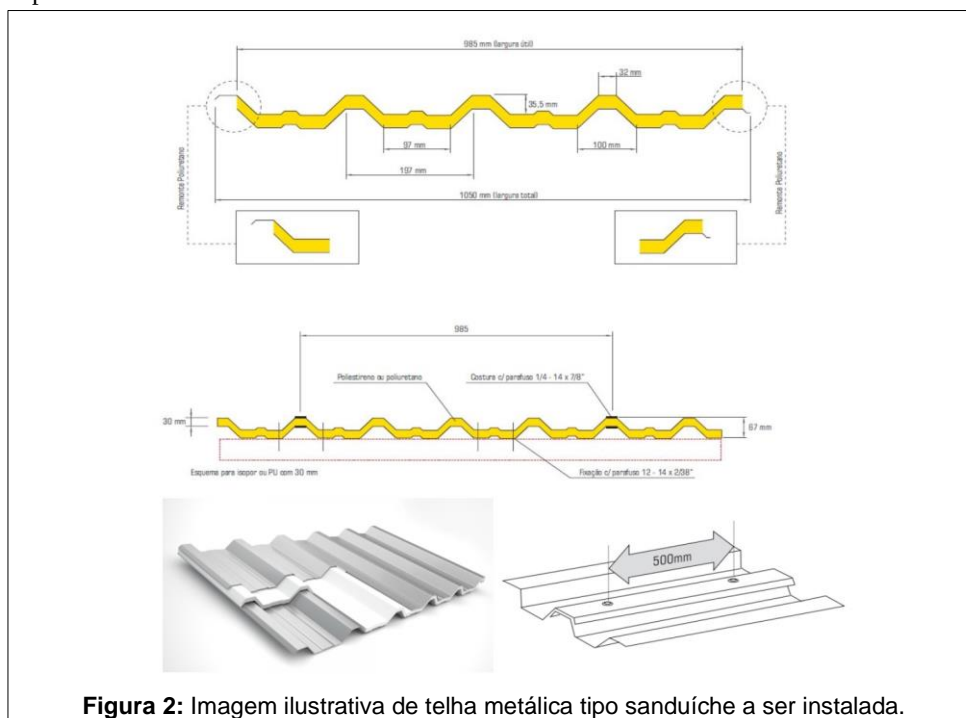 985 mm (largura útil)
32 mm
35.5 mm
97 mm
100 mm
197 mm
1050 mm (largura total)
Remonte Poliuretano
Remonte Poliuretano
985
Poliestireno ou poliuretano
Costura c/ parafuso 1/4 - 14 x 7/8"
30 mm
67 mm
Esquema para isopor ou PU com 30 mm
Fixação c/ parafuso 12 - 14 x 2/38"
500mm
Figura 2: Imagem ilustrativa de telha metálica tipo sanduíche a ser instalada.